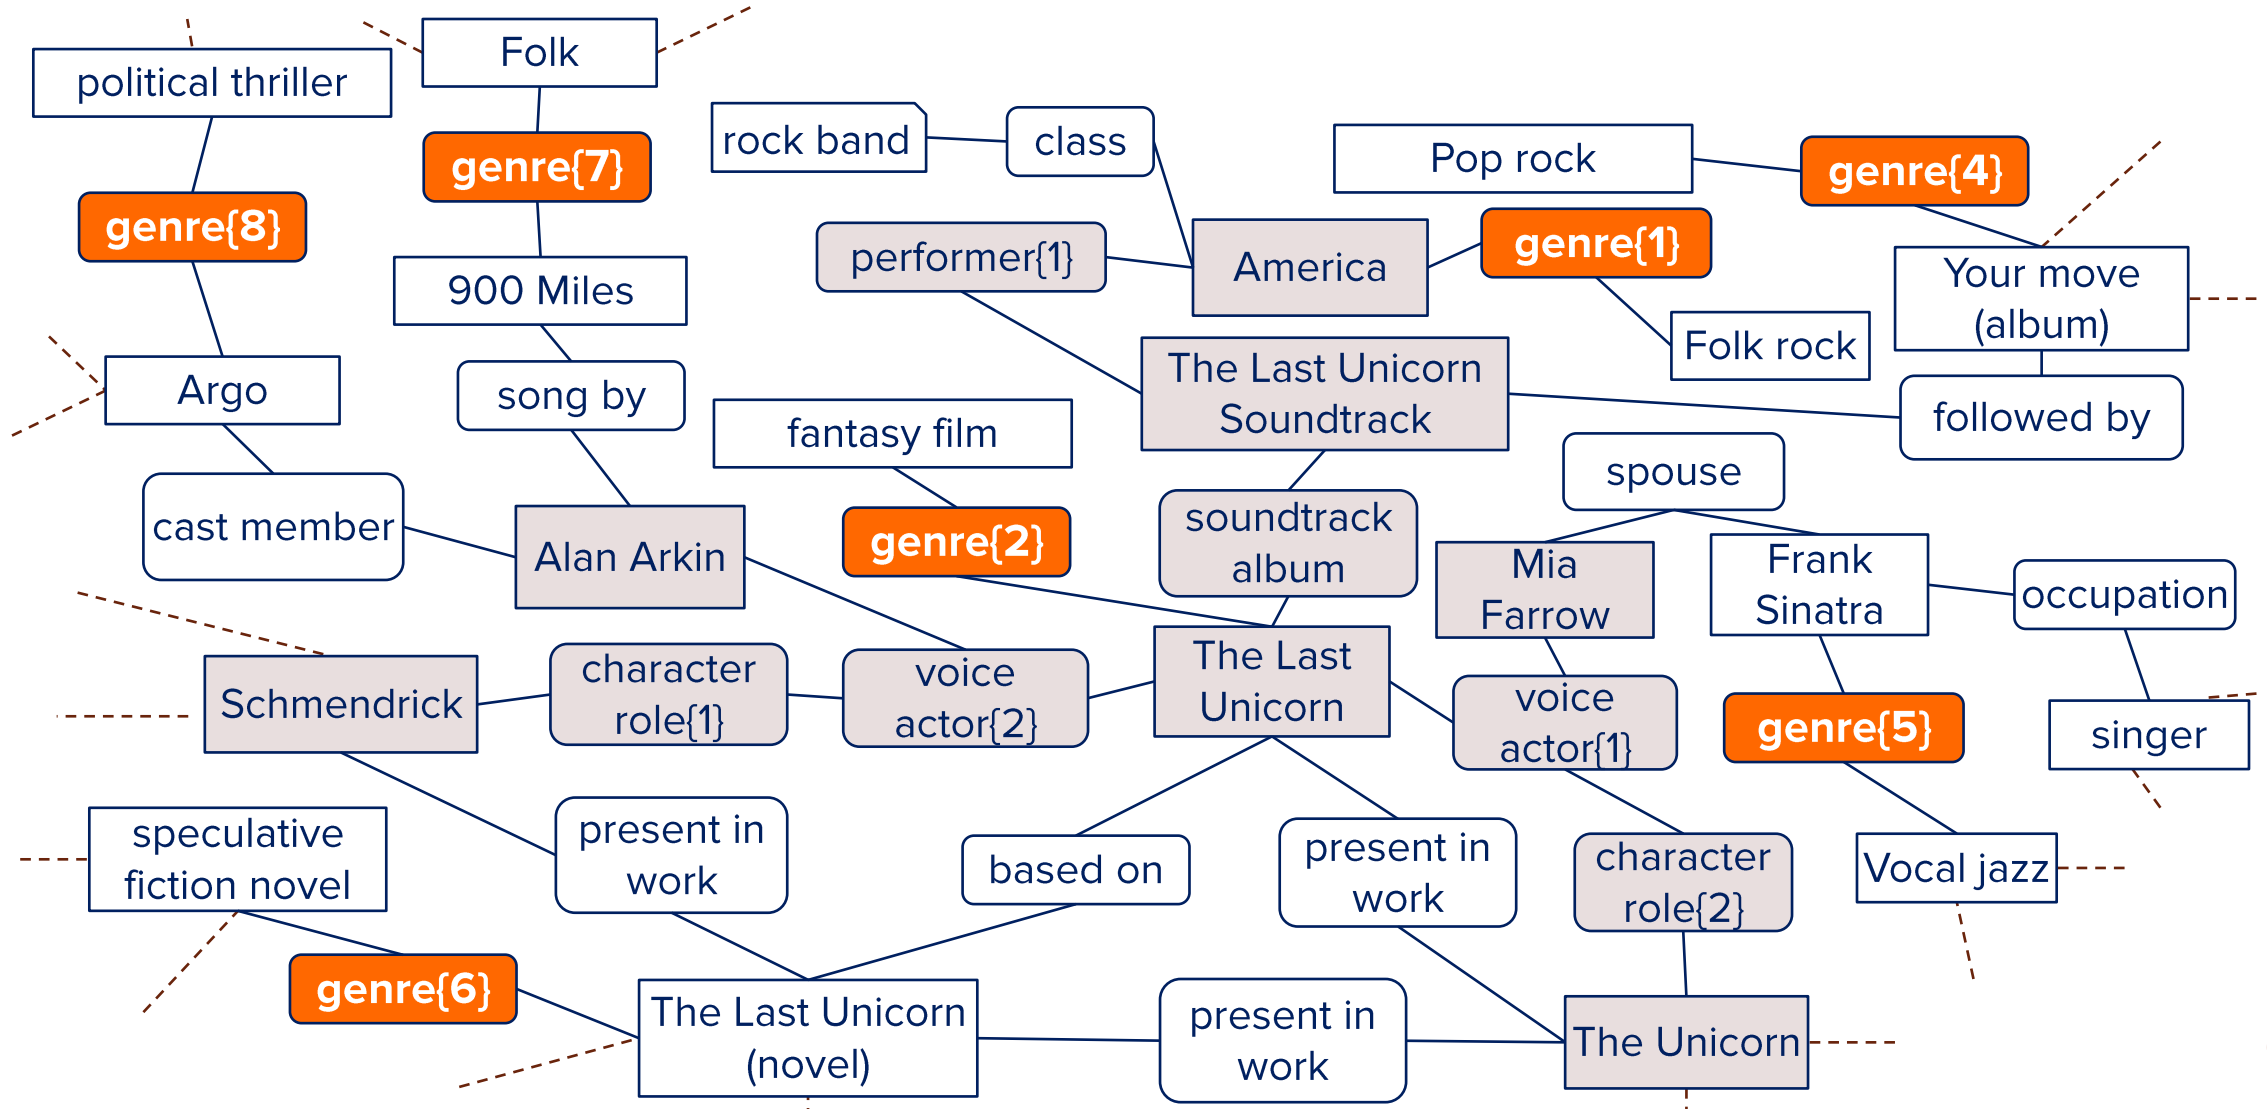 Folk
political thriller
rock band
class
Pop rock
genre{4}
genre{7}
genre{8}
performer{1}
America
genre{1}
900 Miles
Your move
(album)
Folk rock
Argo
song by
The Last Unicorn
Soundtrack
followed by
fantasy film
spouse
cast member
Alan Arkin
genre{2}
soundtrack
album
Mia
Farrow
Frank
Sinatra
occupation
Schmendrick
character
role{1}
voice
actor{2}
The Last
Unicorn
voice
actor{1}
genre{5}
singer
speculative
fiction novel
present in
work
based on
present in
work
character
role{2}
Vocal jazz
genre{6}
The Last Unicorn
(novel)
present in
work
The Unicorn